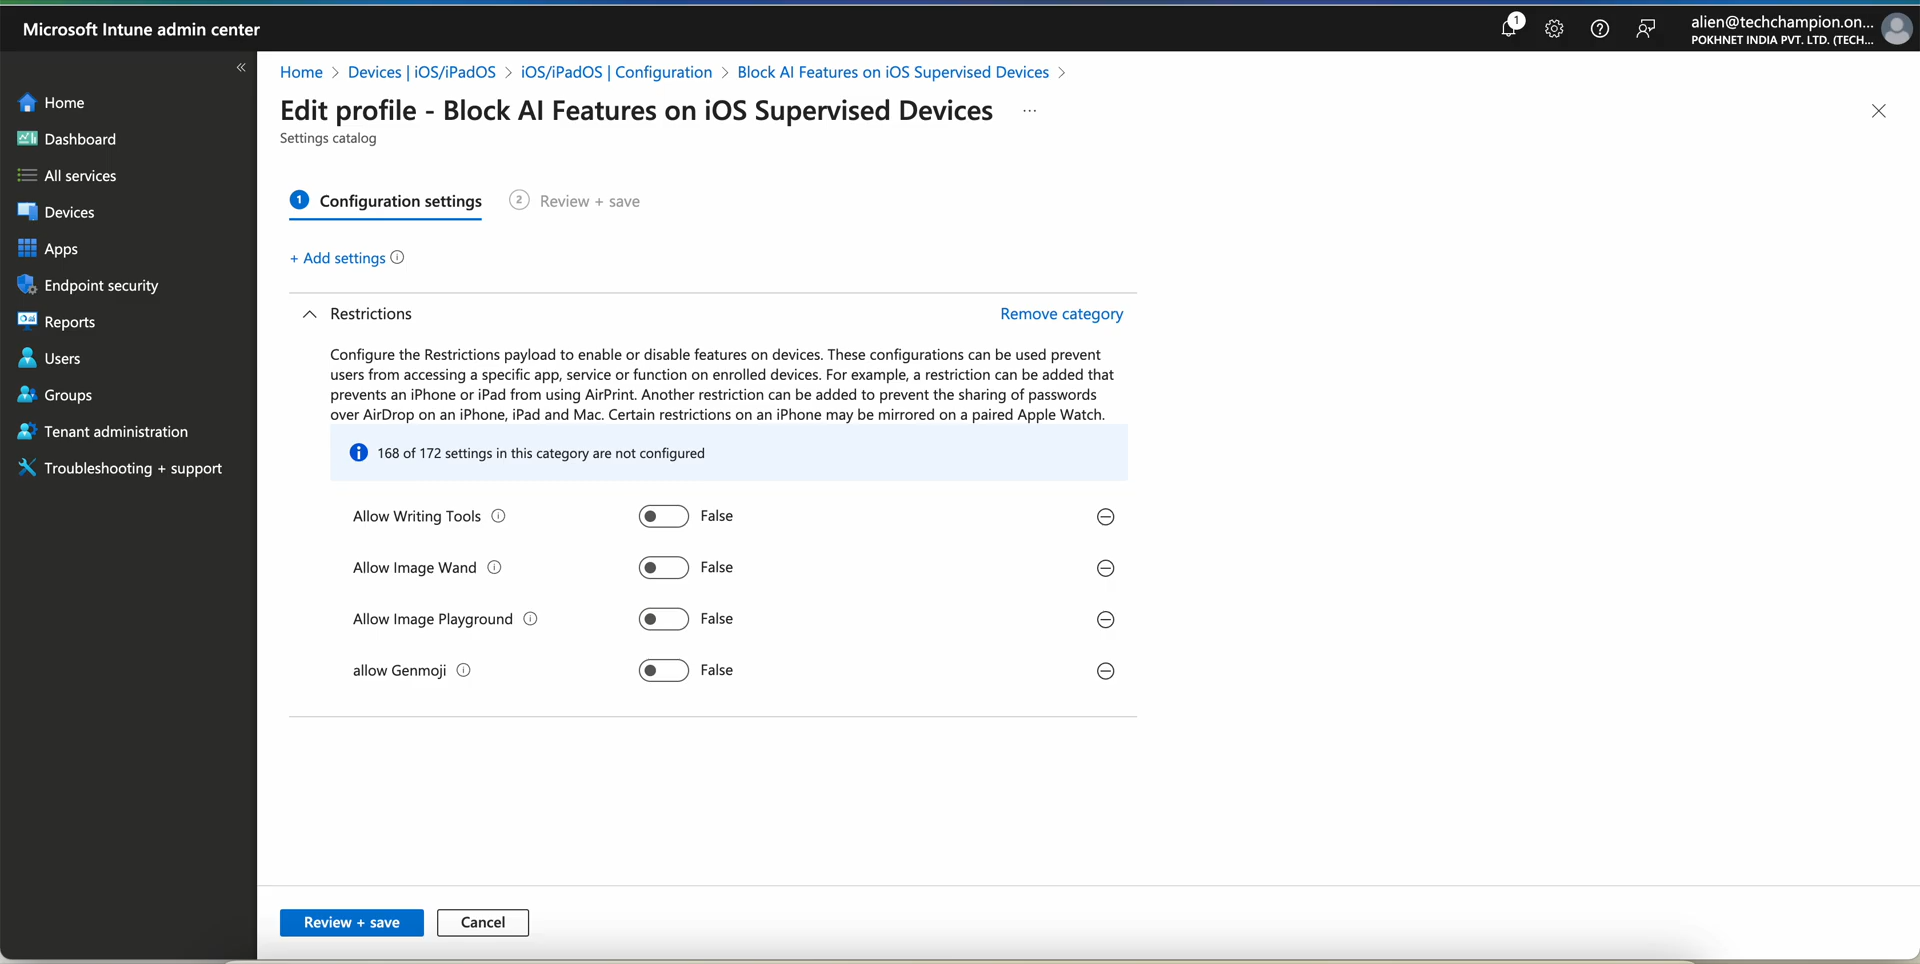 Microsoft Intune admin center
1
alien@techchampion.on...
POKHNET INDIA PVT. LTD. (TECH...
Home
Dashboard
All services
Devices
Apps
Endpoint security
Reports
Users
Groups
Tenant administration
Troubleshooting + support
Home > Devices | iOS/iPadOS > iOS/iPadOS | Configuration > Block AI Features on iOS Supervised Devices >
Edit profile - Block AI Features on iOS Supervised Devices ...
Settings catalog
1 Configuration settings 2 Review + save
+ Add settings
Restrictions Remove category
Configure the Restrictions payload to enable or disable features on devices. These configurations can be used prevent
users from accessing a specific app, service or function on enrolled devices. For example, a restriction can be added that
prevents an iPhone or iPad from using AirPrint. Another restriction can be added to prevent the sharing of passwords
over AirDrop on an iPhone, iPad and Mac. Certain restrictions on an iPhone may be mirrored on a paired Apple Watch.
168 of 172 settings in this category are not configured
Allow Writing Tools False
Allow Image Wand False
Allow Image Playground False
allow Genmoji False
Review + save Cancel